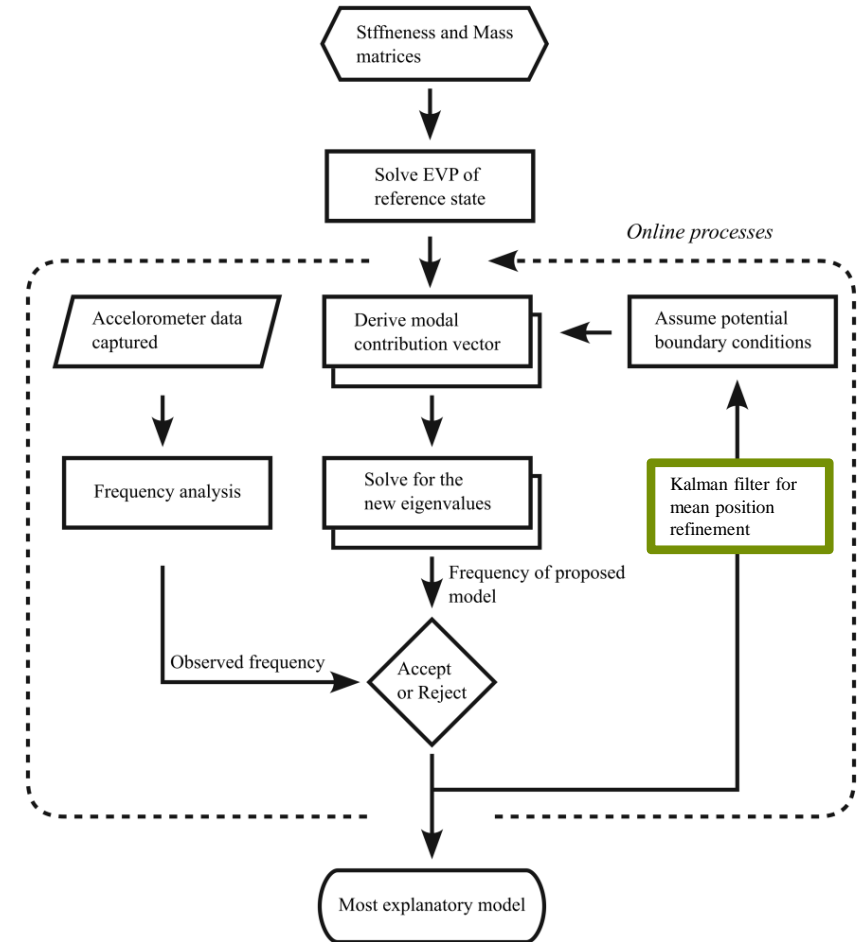 Stffneness and Mass
matrices
Solve EVP of
reference state
Online processes
Accelorometer data
captured
Derive modal
contribution vector
Assume potential
boundary conditions
Frequency analysis
Solve for the
new eigenvalues
Kalman filter for
mean position
refinement
Frequency of proposed
model
Observed frequency
Accept
or Reject
Most explanatory model